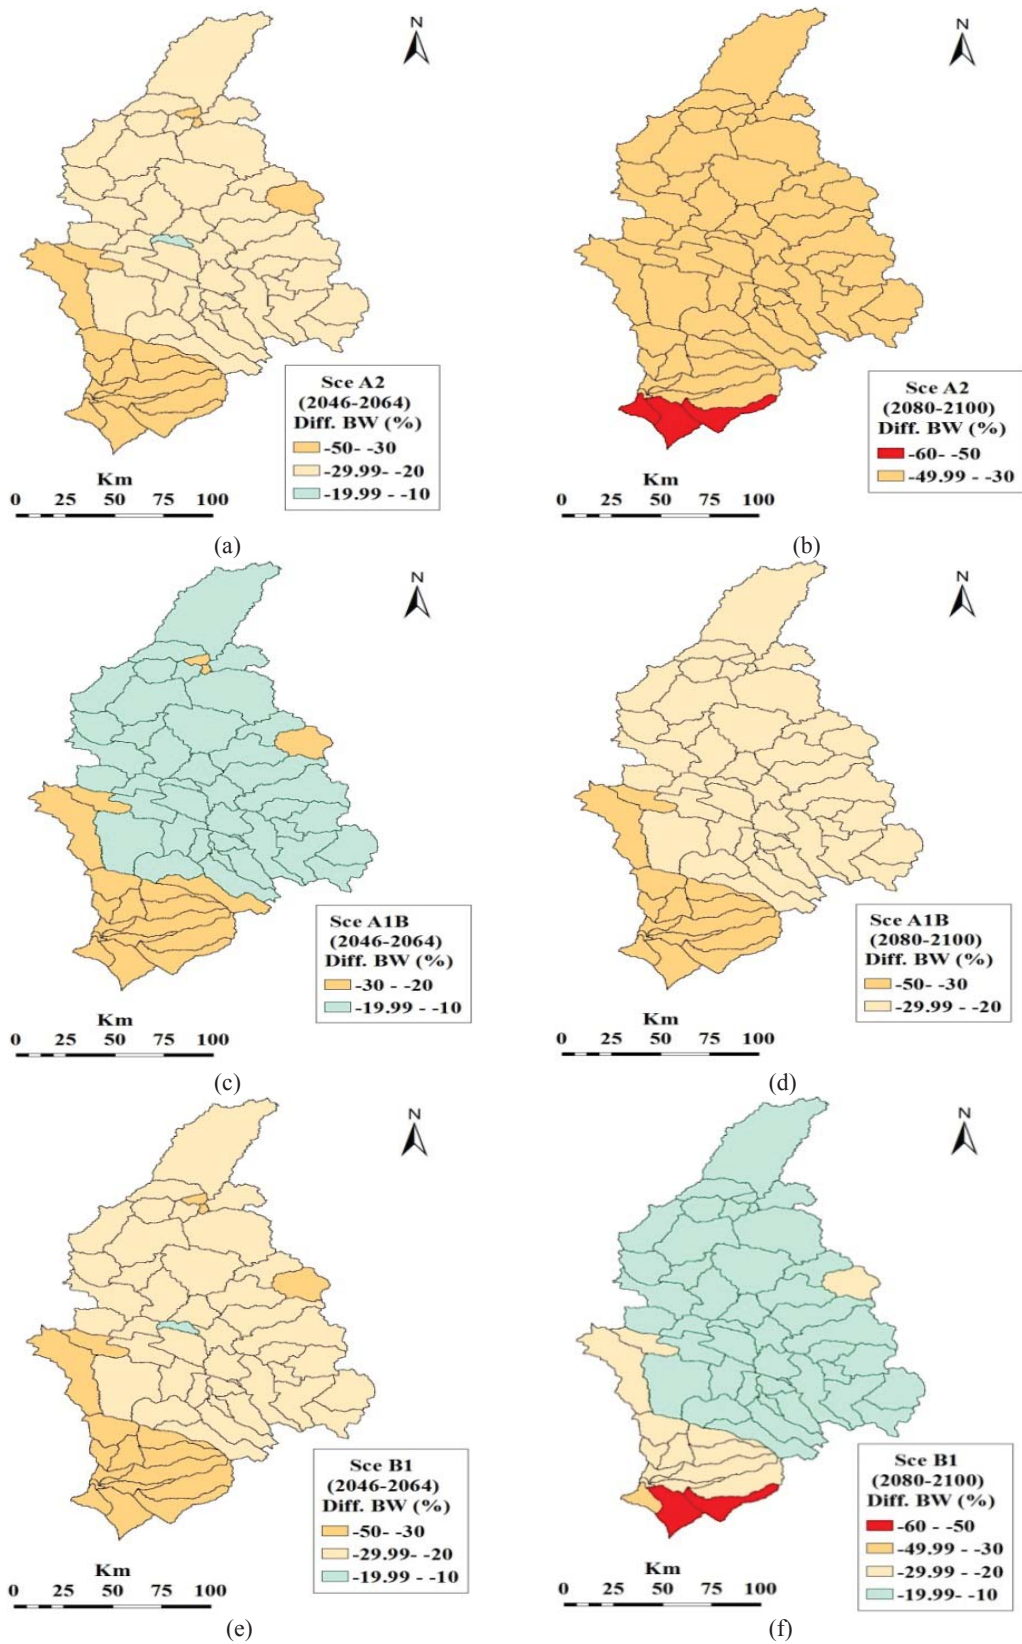 N
Sce A2
(2046-2064)
Diff. BW (%)
-50- -30
-29.99- -20
-19.99 - -10
Km
0 25 50 75 100
(a)
N
Sce A2
(2080-2100)
Diff. BW (%)
-60- -50
-49.99 - -30
Km
0 25 50 75 100
(b)
N
Sce A1B
(2046-2064)
Diff. BW (%)
-30 - -20
-19.99 - -10
Km
0 25 50 75 100
(c)
N
Sce A1B
(2080-2100)
Diff. BW (%)
-50- -30
-29.99 - -20
Km
0 25 50 75 100
(d)
N
Sce B1
(2046-2064)
Diff. BW (%)
-50- -30
-29.99- -20
-19.99 - -10
Km
0 25 50 75 100
(e)
N
Sce B1
(2080-2100)
Diff. BW (%)
-60 - -50
-49.99 - -30
-29.99 - -20
-19.99- -10
Km
0 25 50 75 100
(f)